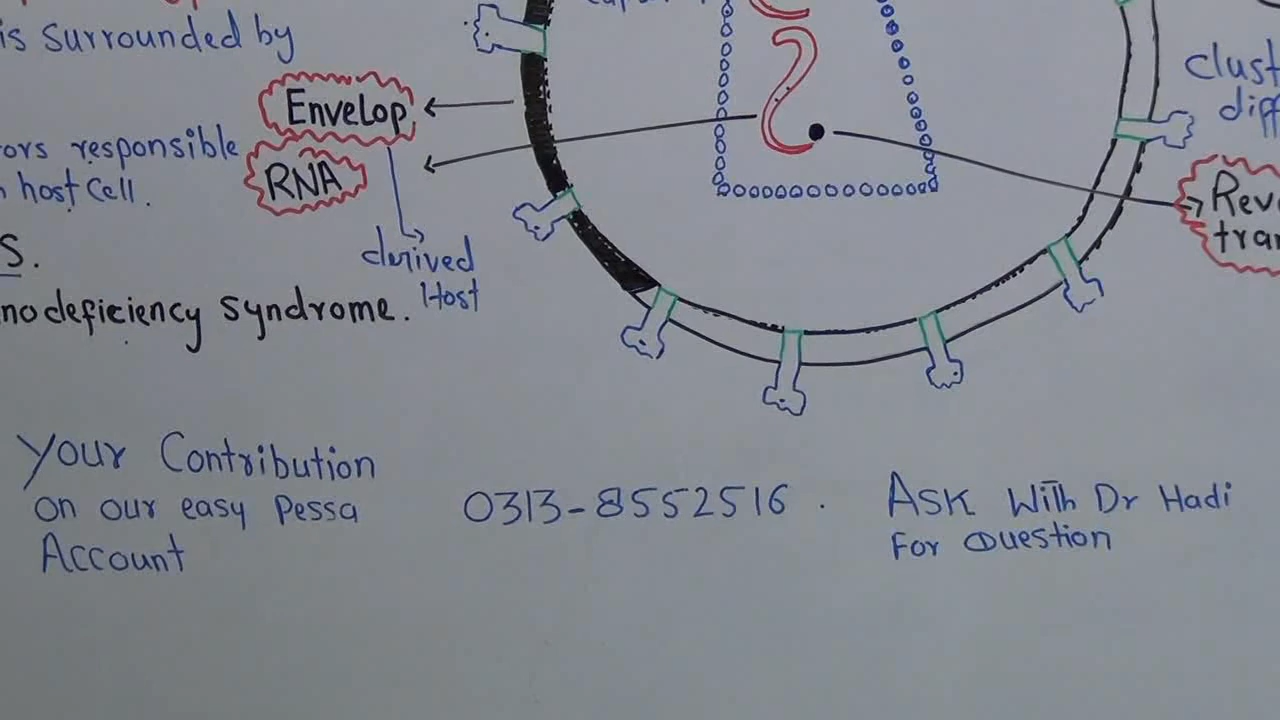 is surrounded by
Envelop
ors responsible
RNA
host Cell.
derived
Host
S.
nodeficiency syndrome.
clust
diff
Reve
tran
Your Contribution
on our easy Pessa
Account
0313-8552516.
Ask With Dr Hadi
For Question